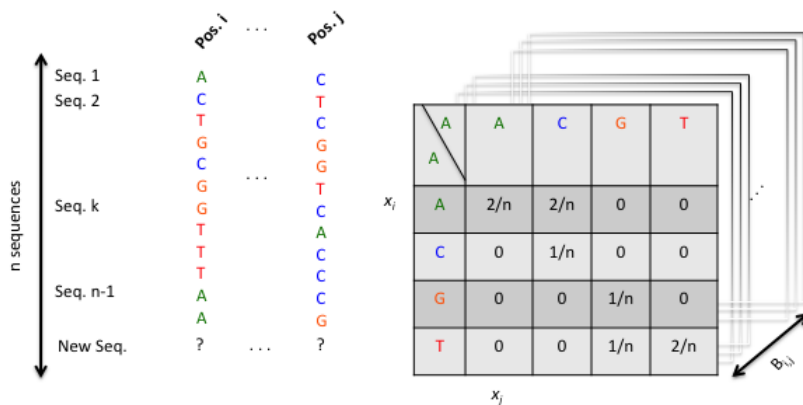 Pos. i ... Pos. j
Seq. 1 A C
Seq. 2 C T
T C
G G
C G
...
G T
Seq. k G C
T A
T C
T C
Seq. n-1 A C
A G
New Seq. ? ... ?
n sequences
A A C G T
A
x_i A 2/n 2/n 0 0
C 0 1/n 0 0
G 0 0 1/n 0
T 0 0 1/n 2/n
x_j
...
B_{i,j}